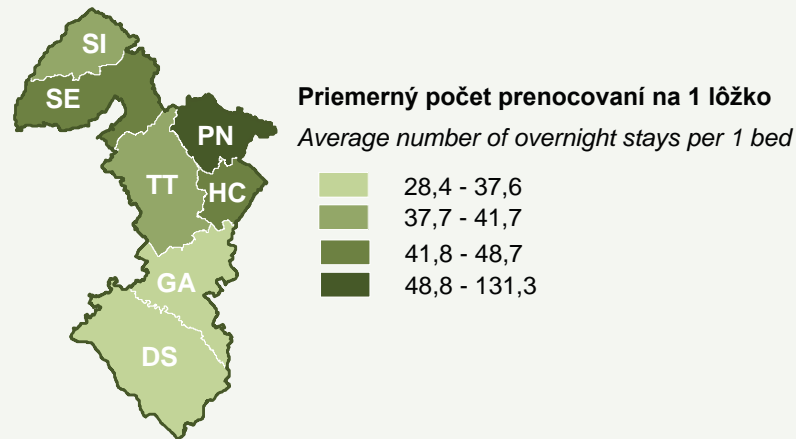 SI
SE
PN
TT
HC
GA
DS
Priemerný počet prenocovaní na 1 lôžko
Average number of overnight stays per 1 bed
28,4 - 37,6
37,7 - 41,7
41,8 - 48,7
48,8 - 131,3